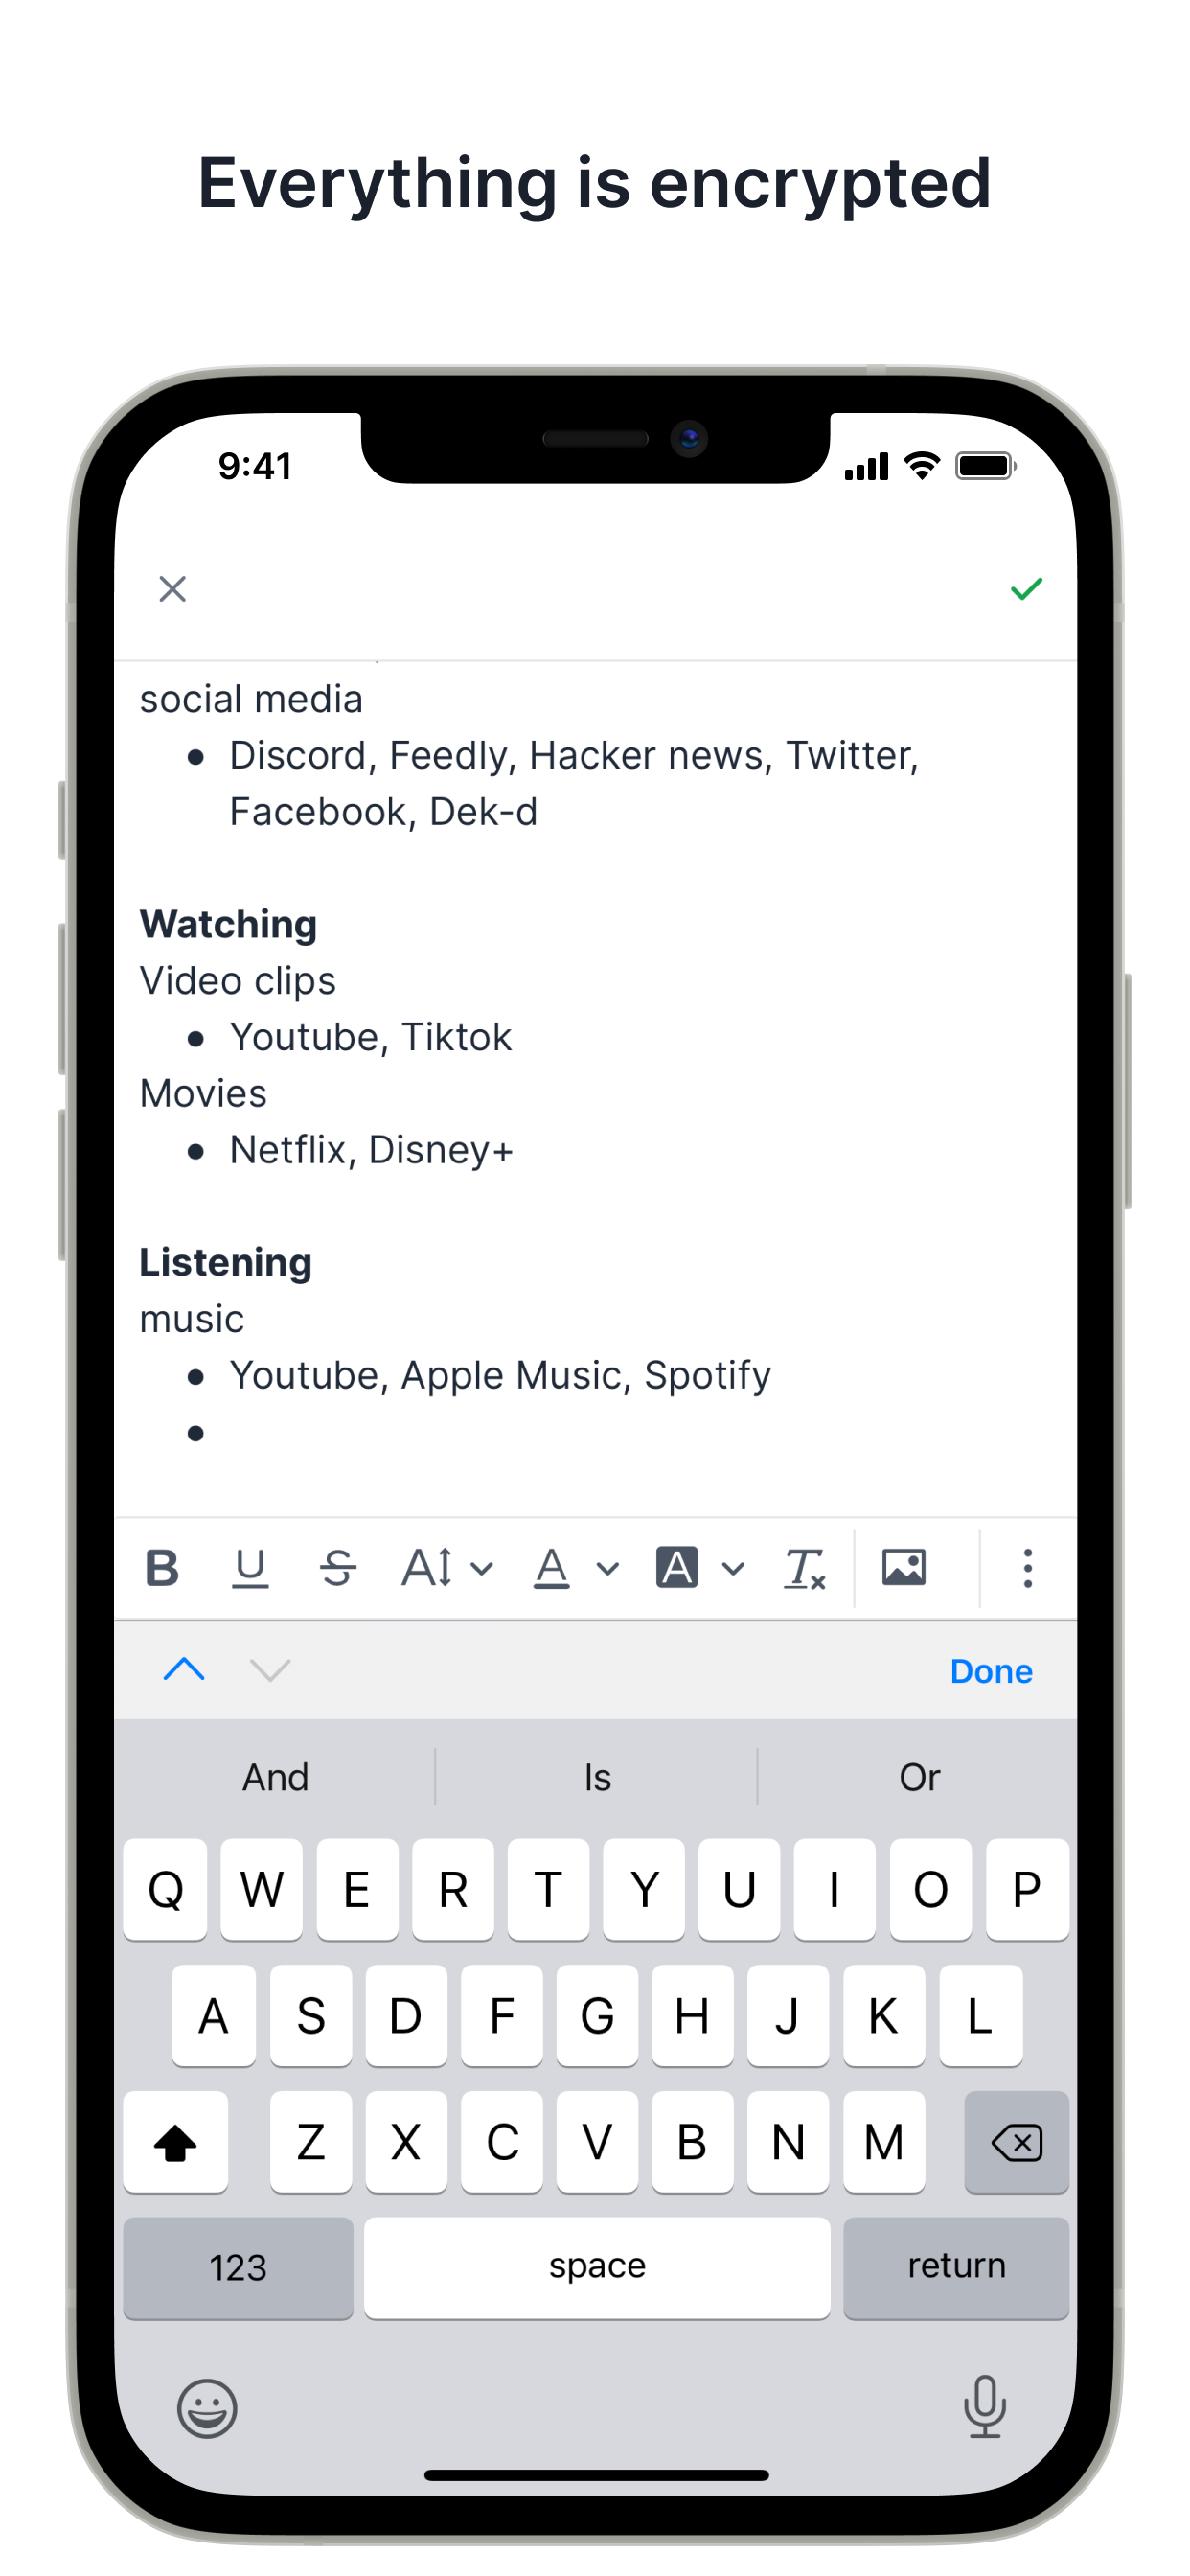 Everything is encrypted
9:41
social media
Discord, Feedly, Hacker news, Twitter,
Facebook, Dek-d
Watching
Video clips
Youtube, Tiktok
Movies
Netflix, Disney+
Listening
music
Youtube, Apple Music, Spotify
B U S A A A T
Done
And Is Or
Q W E R T Y U I O P
A S D F G H J K L
Z X C V B N M
123 space return